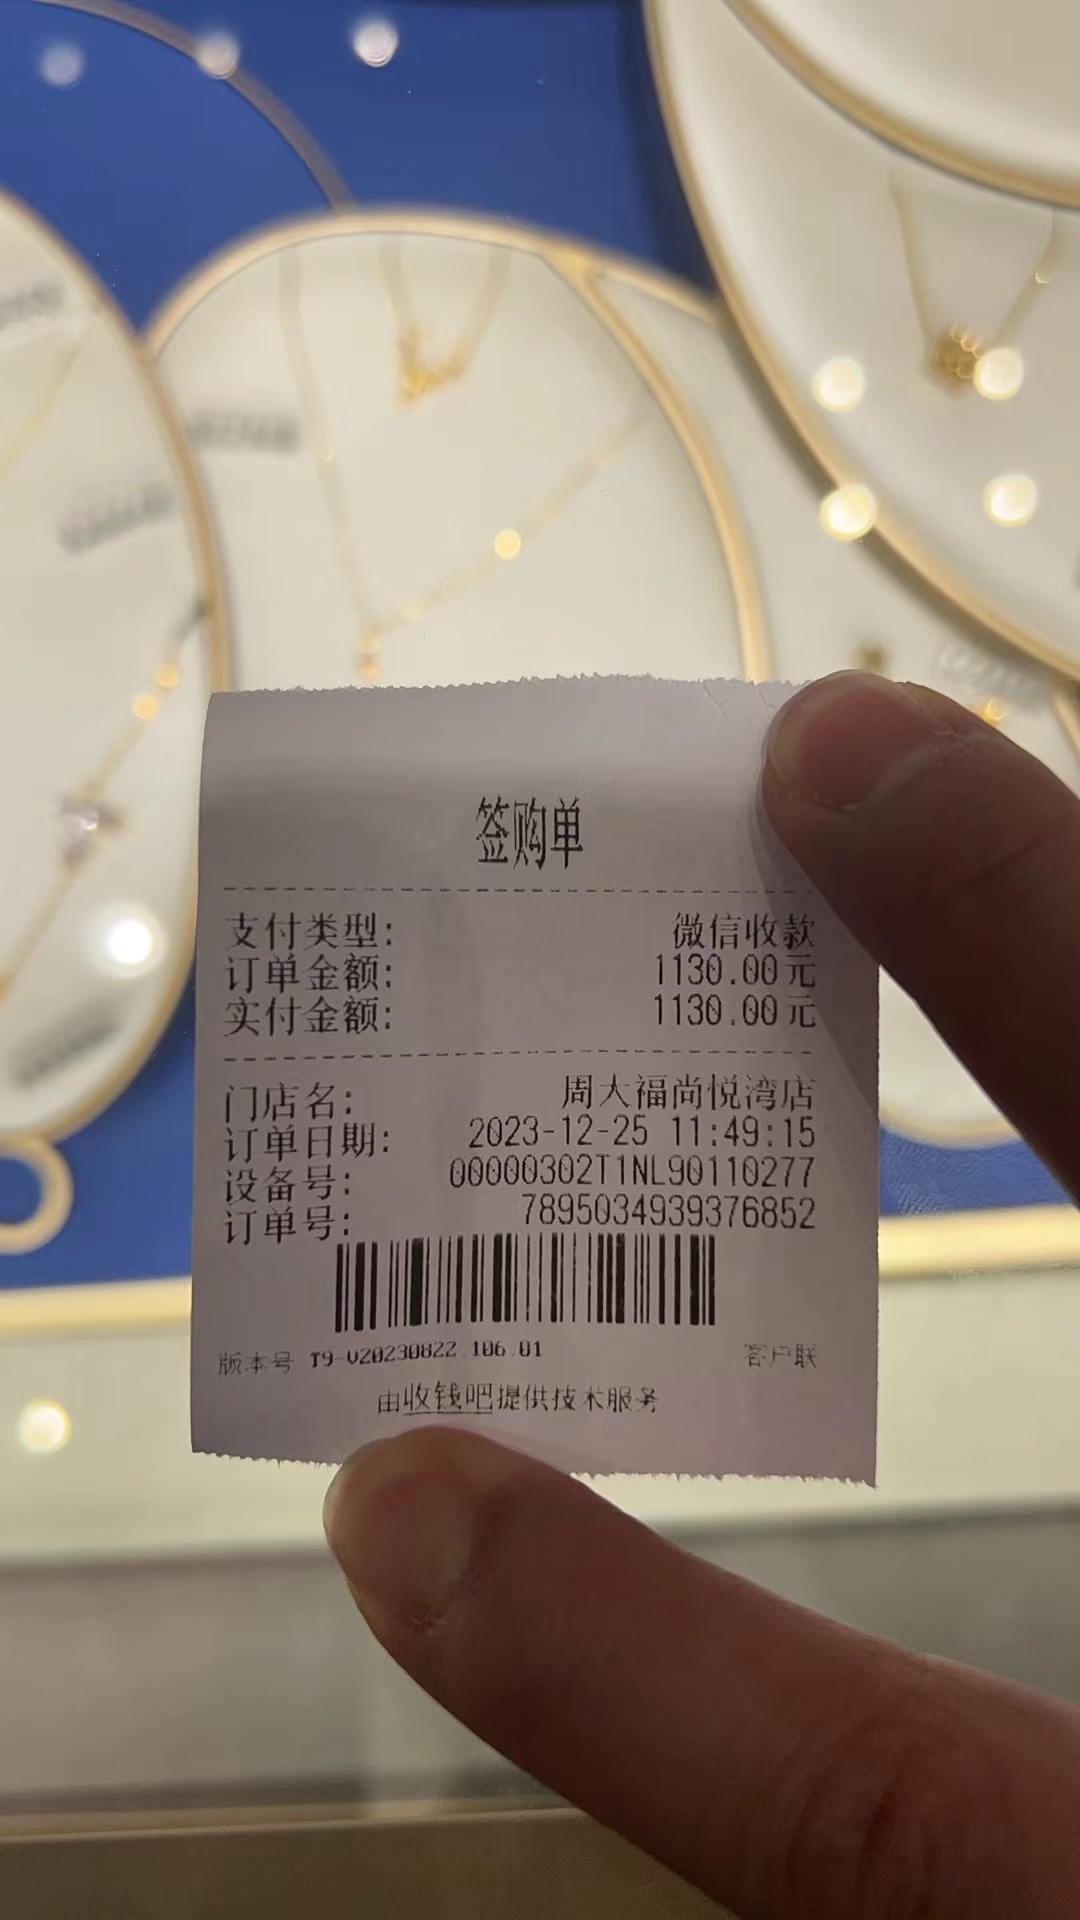 签购单
支付类型: 微信收款
订单金额: 1130.00元
实付金额: 1130.00元
门店名: 周大福尚悦湾店
订单日期: 2023-12-25 11:49:15
设备号: 00000302T1NL90110277
订单号: 7895034939376852
版本号 T9-V20230822.106.01 客户联
由收钱吧提供技术服务